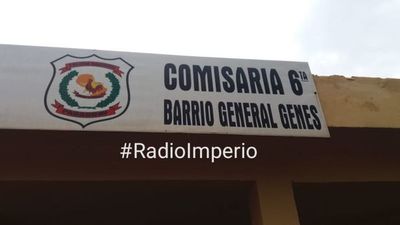 COMISARIA 6TA
BARRIO GENERAL GENES
#RadioImperio